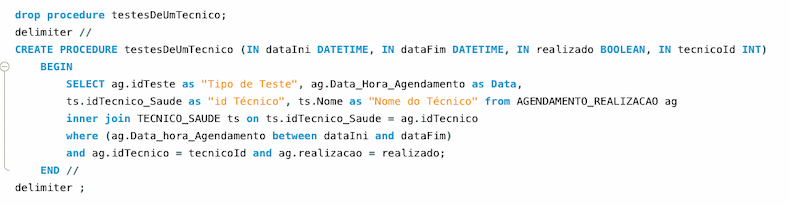 drop procedure testesDeUmTecnico;
delimiter //
CREATE PROCEDURE testesDeUmTecnico (IN dataIni DATETIME, IN dataFim DATETIME, IN realizado BOOLEAN, IN tecnicoId INT)
BEGIN
SELECT ag.idTeste as "Tipo de Teste", ag.Data_Hora_Agendamento as Data,
ts.idTecnico_Saude as "id Técnico", ts.Nome as "Nome do Técnico" from AGENDAMENTO_REALIZACAO ag
inner join TECNICO_SAUDE ts on ts.idTecnico_Saude = ag.idTecnico
where (ag.Data_hora_Agendamento between dataIni and dataFim)
and ag.idTecnico = tecnicoId and ag.realizacao = realizado;
END //
delimiter ;